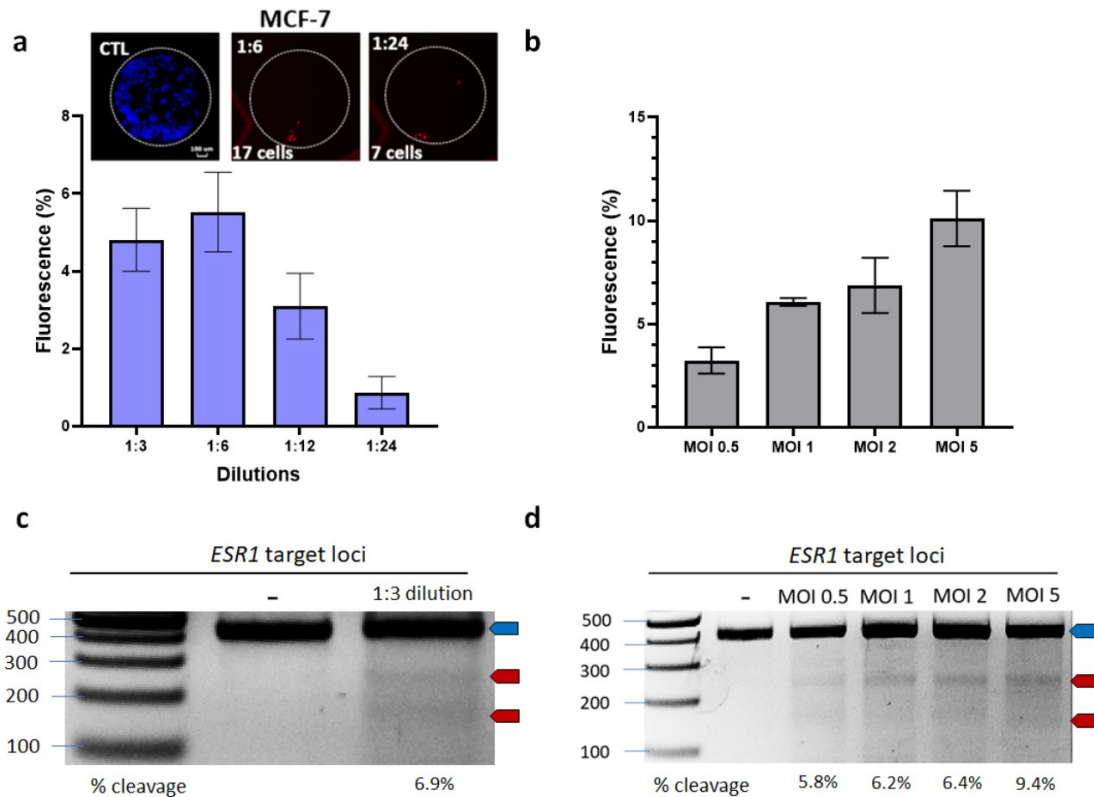 MCF-7
a
CTL
100 um
1:6
17 cells
1:24
7 cells
Fluorescence (%)
8
6
4
2
0
1:3 1:6 1:12 1:24
Dilutions
b
Fluorescence (%)
15
10
5
0
MOI 0.5 MOI 1 MOI 2 MOI 5
c
ESR1 target loci
- 1:3 dilution
500
400
300
200
100
% cleavage 6.9%
d
ESR1 target loci
- MOI 0.5 MOI 1 MOI 2 MOI 5
500
400
300
200
100
% cleavage 5.8% 6.2% 6.4% 9.4%